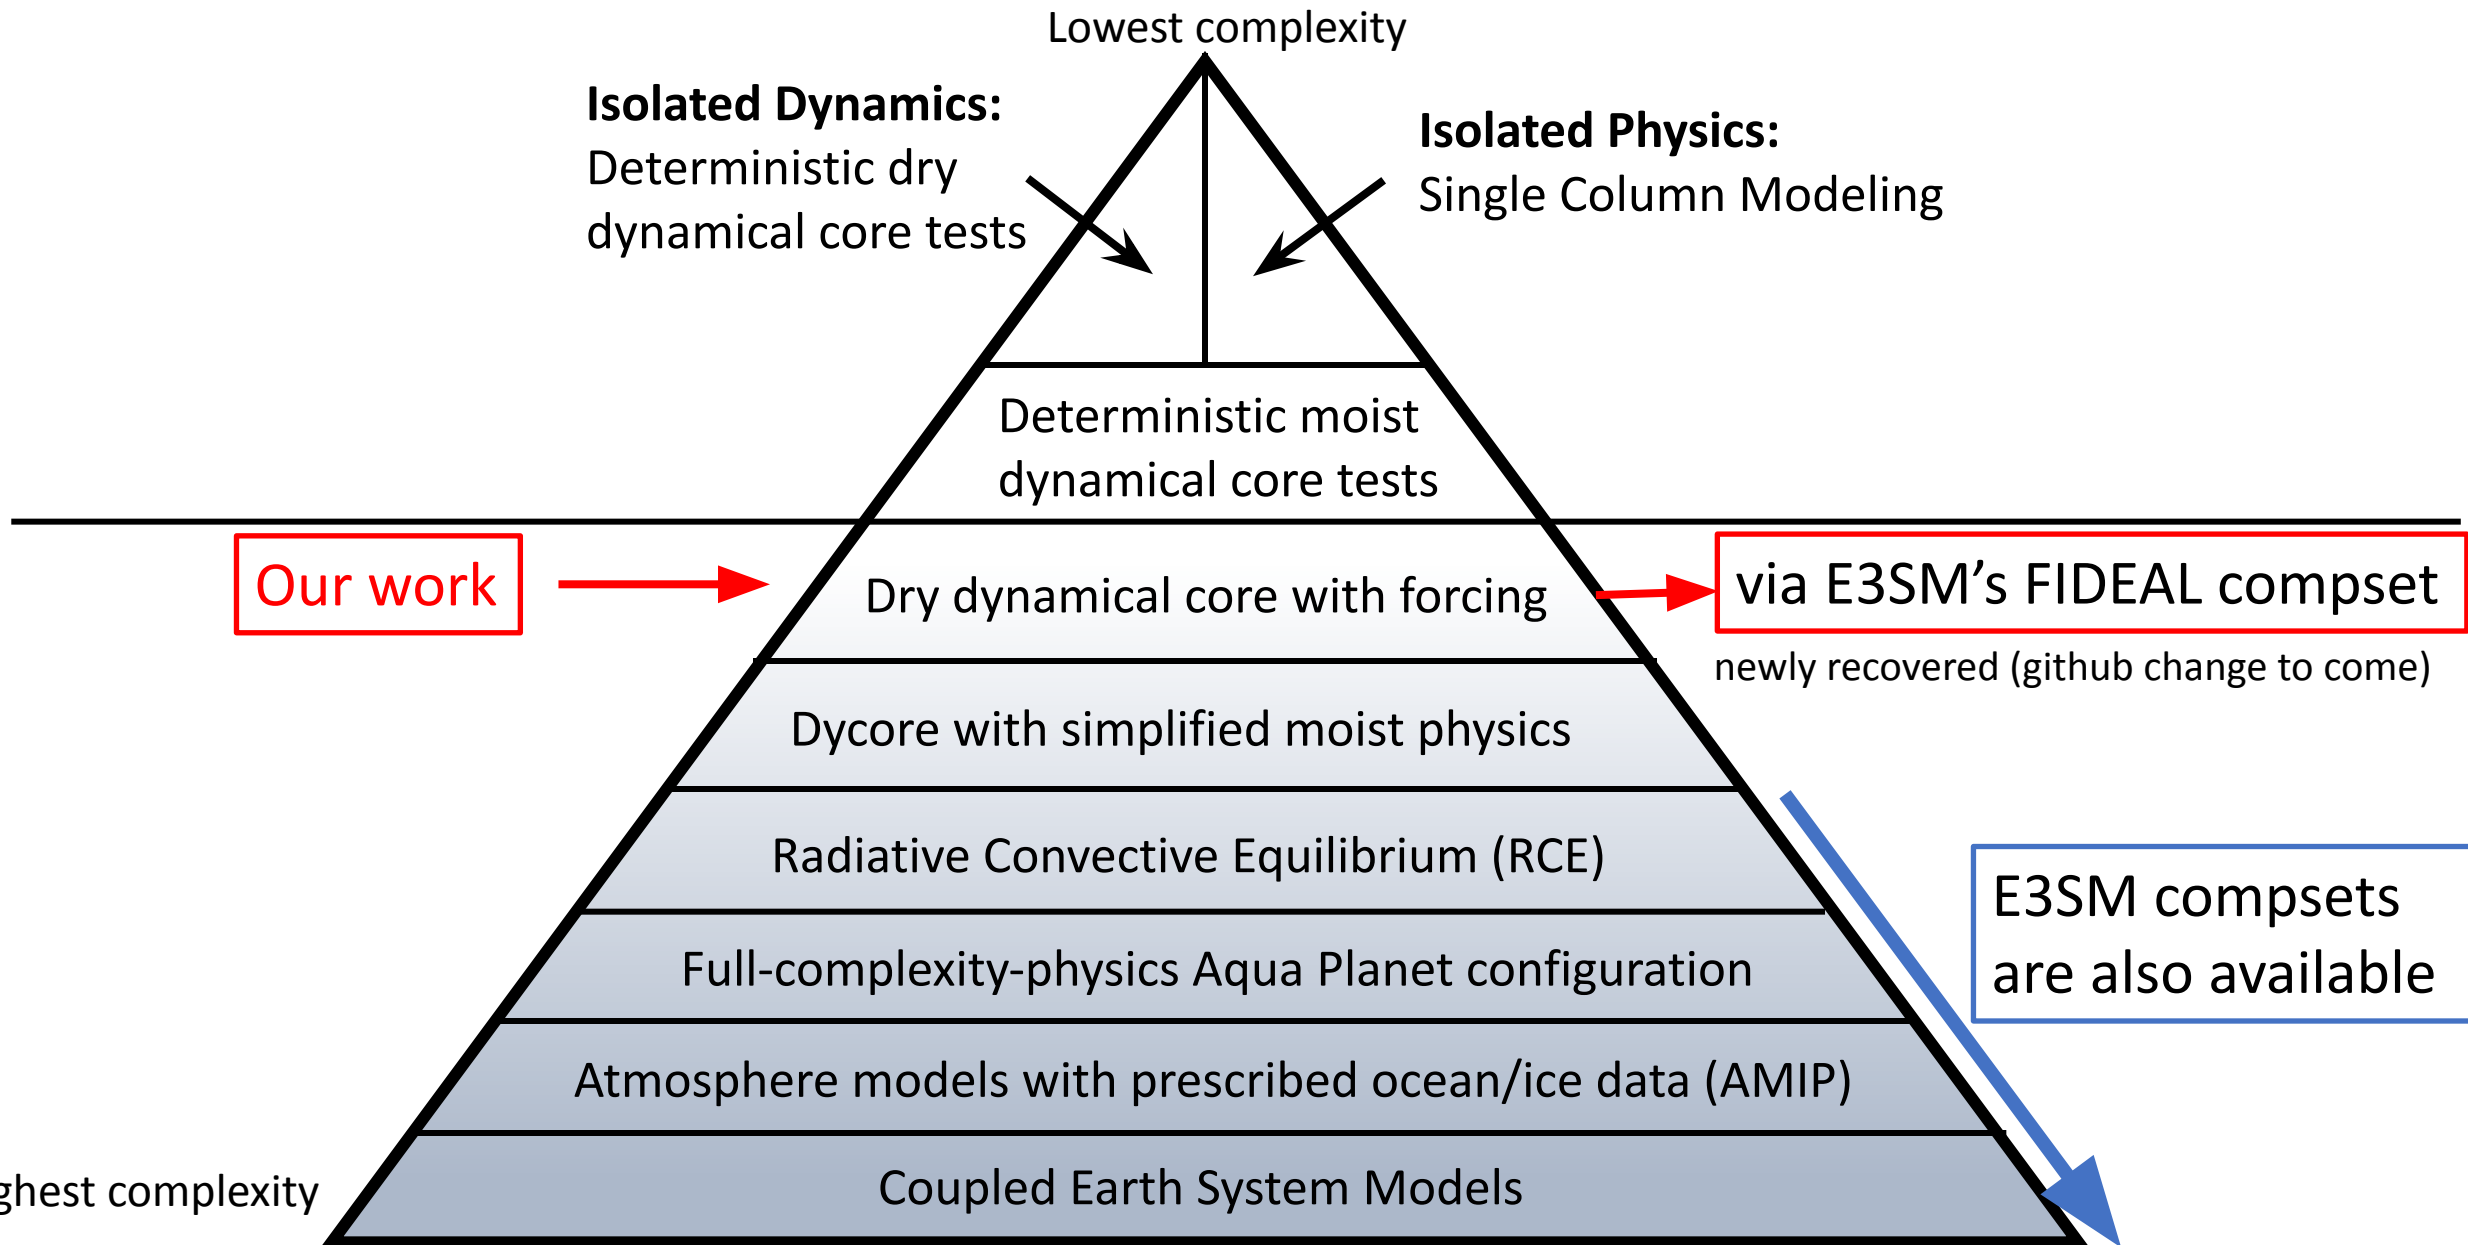 Lowest complexity
Isolated Dynamics:
Deterministic dry
dynamical core tests
Isolated Physics:
Single Column Modeling
Deterministic moist
dynamical core tests
Our work
Dry dynamical core with forcing
via E3SM’s FIDEAL compset
newly recovered (github change to come)
Dycore with simplified moist physics
Radiative Convective Equilibrium (RCE)
E3SM compsets
are also available
Full-complexity-physics Aqua Planet configuration
Atmosphere models with prescribed ocean/ice data (AMIP)
Coupled Earth System Models
ghest complexity